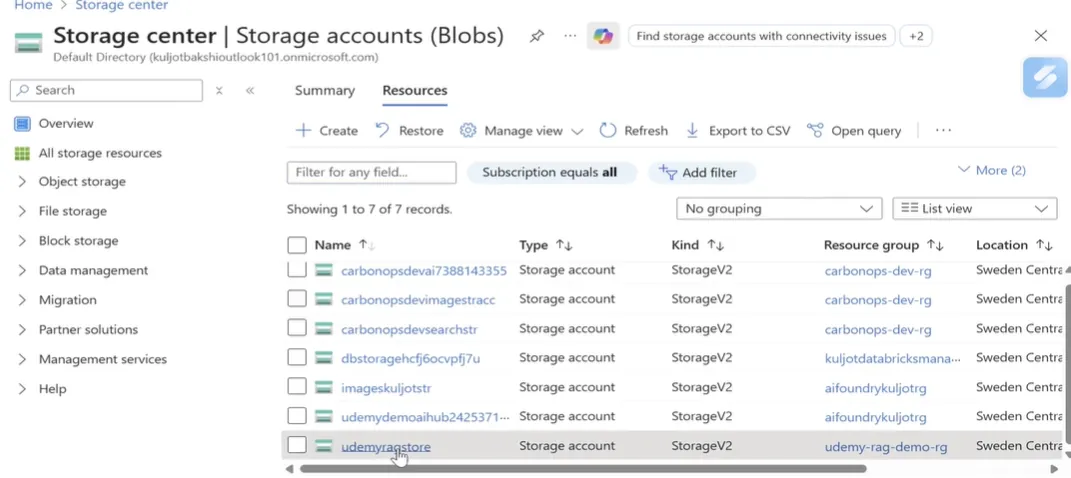 Home > Storage center
Storage center | Storage accounts (Blobs)
Find storage accounts with connectivity issues
+2
Default Directory (kuljotbakshioutlook101.onmicrosoft.com)
Search
Summary
Resources
Create
Restore
Manage view
Refresh
Export to CSV
Open query
Overview
All storage resources
Object storage
File storage
Block storage
Data management
Migration
Partner solutions
Management services
Help
Filter for any field...
Subscription equals all
Add filter
More (2)
Showing 1 to 7 of 7 records.
No grouping
List view
Name Type Kind Resource group Location
carbonopsdevai7388143355 Storage account StorageV2 carbonops-dev-rg Sweden Centra
carbonopsdevimagestracc Storage account StorageV2 carbonops-dev-rg Sweden Centra
carbonopsdevsearchstr Storage account StorageV2 carbonops-dev-rg Sweden Centra
dbstoragehcfj6ocvpfj7u Storage account StorageV2 kuljotdatabricksmana... Sweden Centra
imageskuljotstr Storage account StorageV2 aifoundrykuljotrg Sweden Centra
udemydemoaihub2425371... Storage account StorageV2 aifoundrykuljotrg Sweden Centra
udemyragstore Storage account StorageV2 udemy-rag-demo-rg Sweden Centra